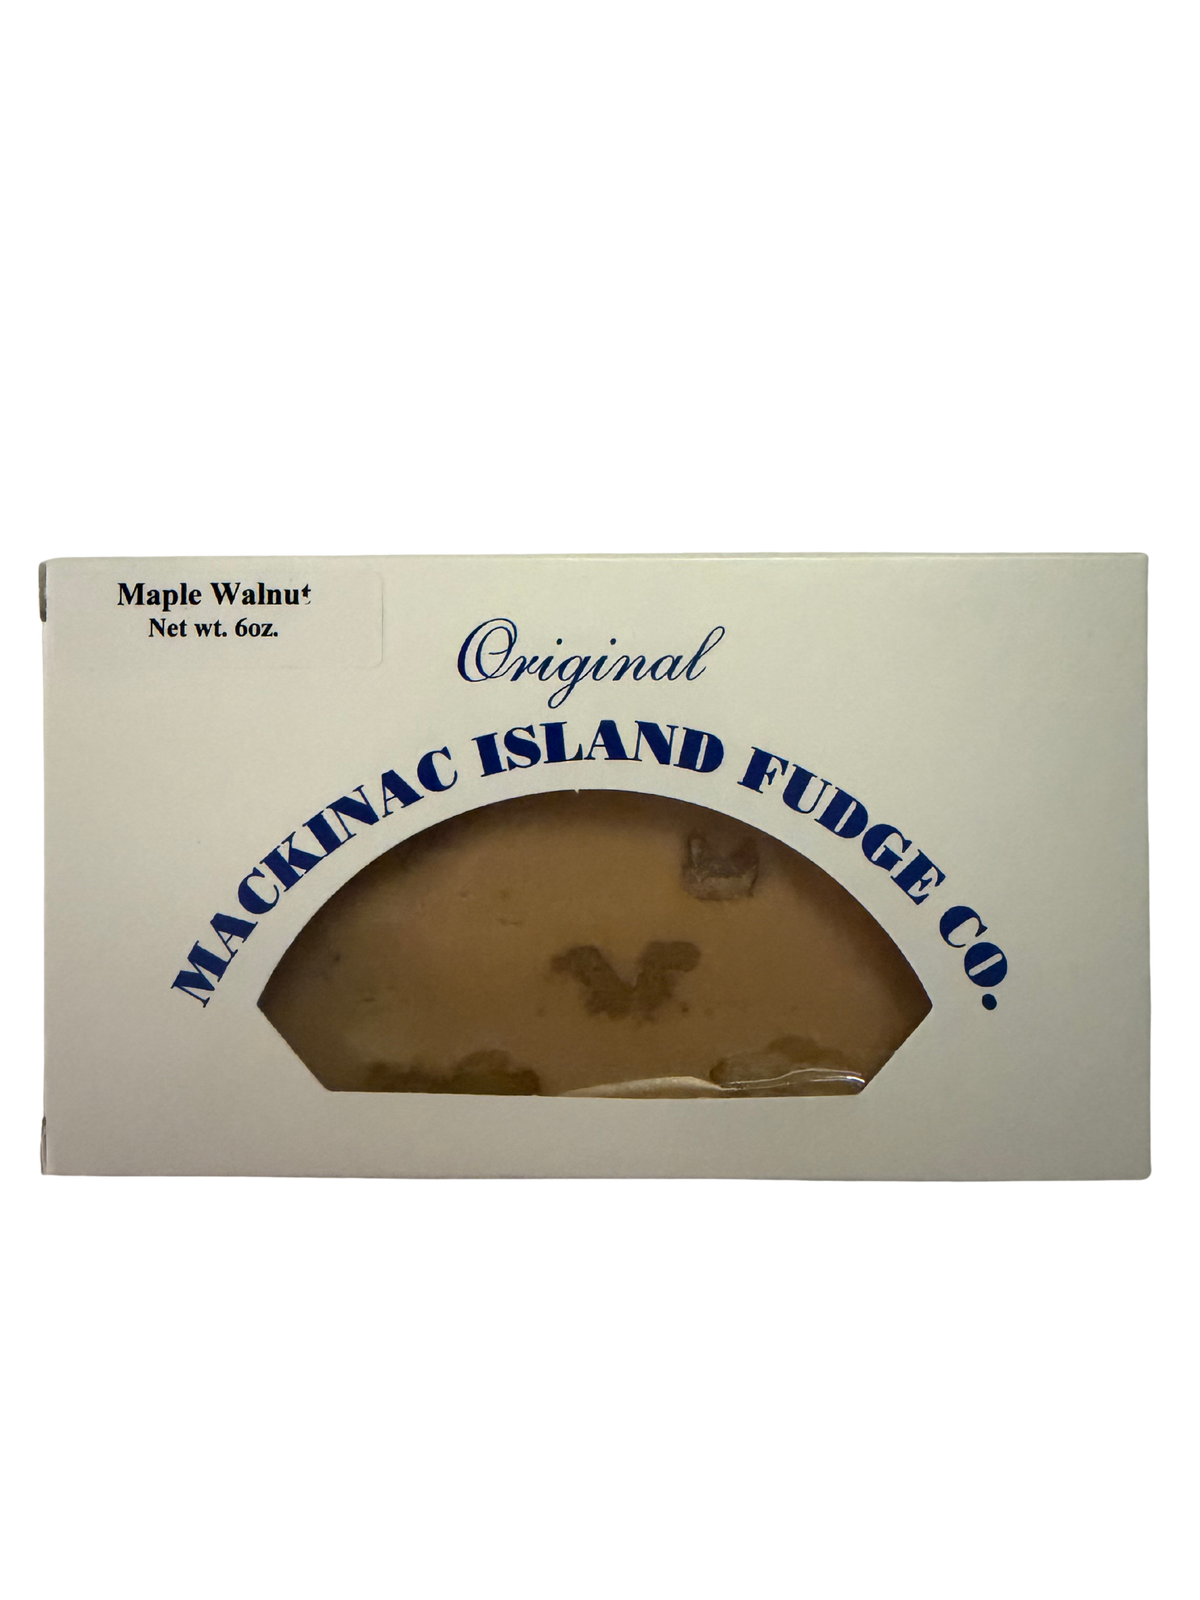 Maple Walnut
Net wt. 6oz.
Original
MACKINAC ISLAND FUDGE CO.